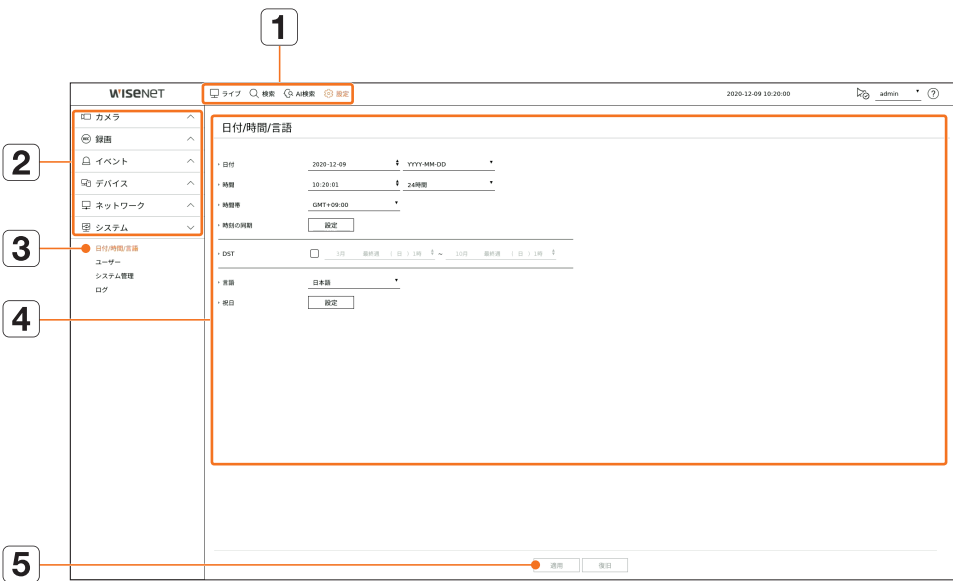 1
WISENET ライブ 検索 AI検索 設定 2020-12-09 10:20:00 admin ?
カメラ
録画
イベント
デバイス
ネットワーク
システム
日付/時間/言語
ユーザー
システム管理
ログ
2
3
4
5
日付/時間/言語
日付 2020-12-09 YYYY-MM-DD
時間 10:20:01 24時間
時間帯 GMT+09:00
時刻の同期 設定
DST 3月 最終週 ( 日 ) 1時 ~ 10月 最終週 ( 日 ) 1時
言語 日本語
祝日 設定
適用 復旧